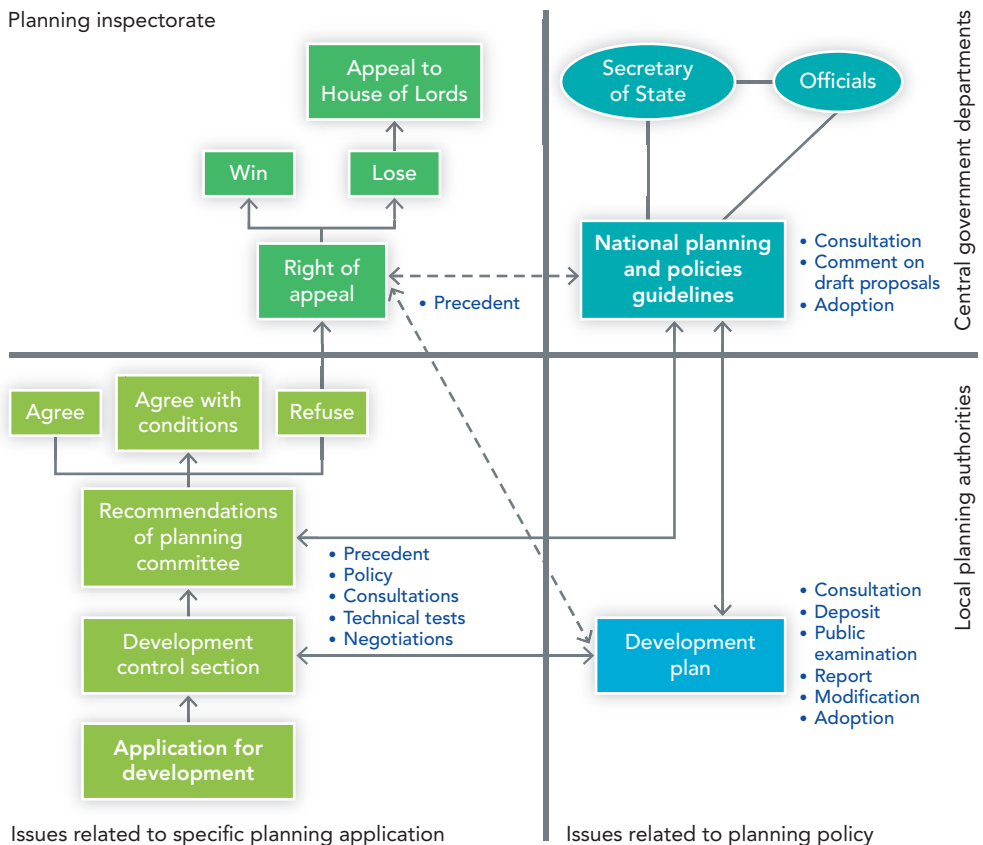 Planning inspectorate
Appeal to
House of Lords
Win
Lose
Right of
appeal
• Precedent
Secretary
of State
Officials
National planning
and policies
guidelines
• Consultation
• Comment on
draft proposals
• Adoption
Central government departments
Agree
Agree with
conditions
Refuse
Recommendations
of planning
committee
• Precedent
• Policy
• Consultations
• Technical tests
• Negotiations
Development
control section
Application for
development
Development
plan
• Consultation
• Deposit
• Public
examination
• Report
• Modification
• Adoption
Local planning authorities
Issues related to specific planning application
Issues related to planning policy